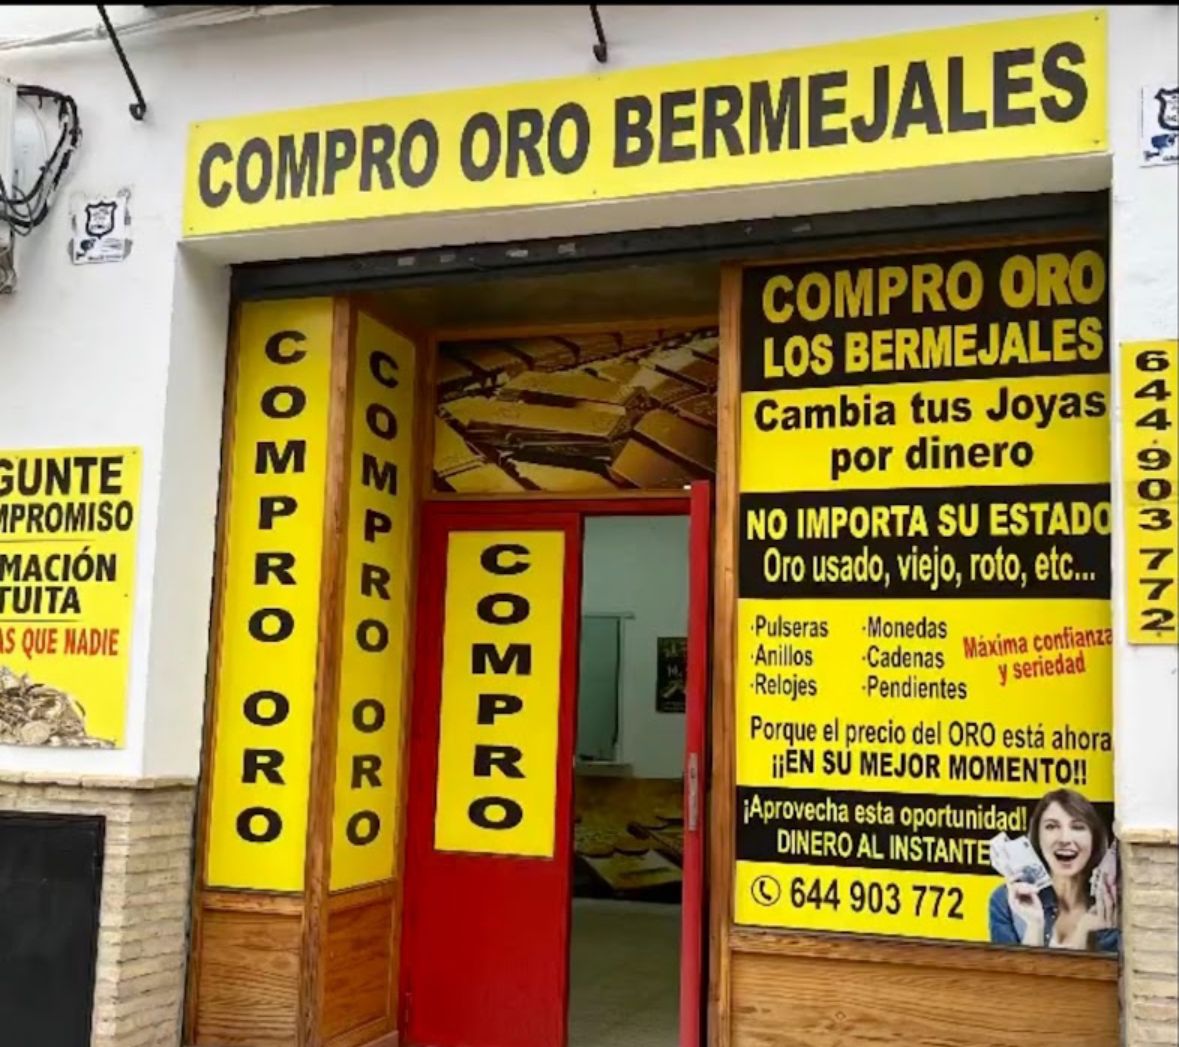 COMPRO ORO BERMEJALES
COMPRO ORO
COMPRO ORO
COMPRO
COMPRO ORO
LOS BERMEJALES
Cambia tus Joyas
por dinero
NO IMPORTA SU ESTADO
Oro usado, viejo, roto, etc...
·Pulseras
·Anillos
·Relojes
·Monedas
·Cadenas
·Pendientes
Máxima confianza
y seriedad
Porque el precio del ORO está ahora
¡¡EN SU MEJOR MOMENTO!!
¡Aprovecha esta oportunidad!
DINERO AL INSTANTE
644 903 772
644 903 772
GUNTE
MPROMISO
MACIÓN
TUITA
AS QUE NADIE